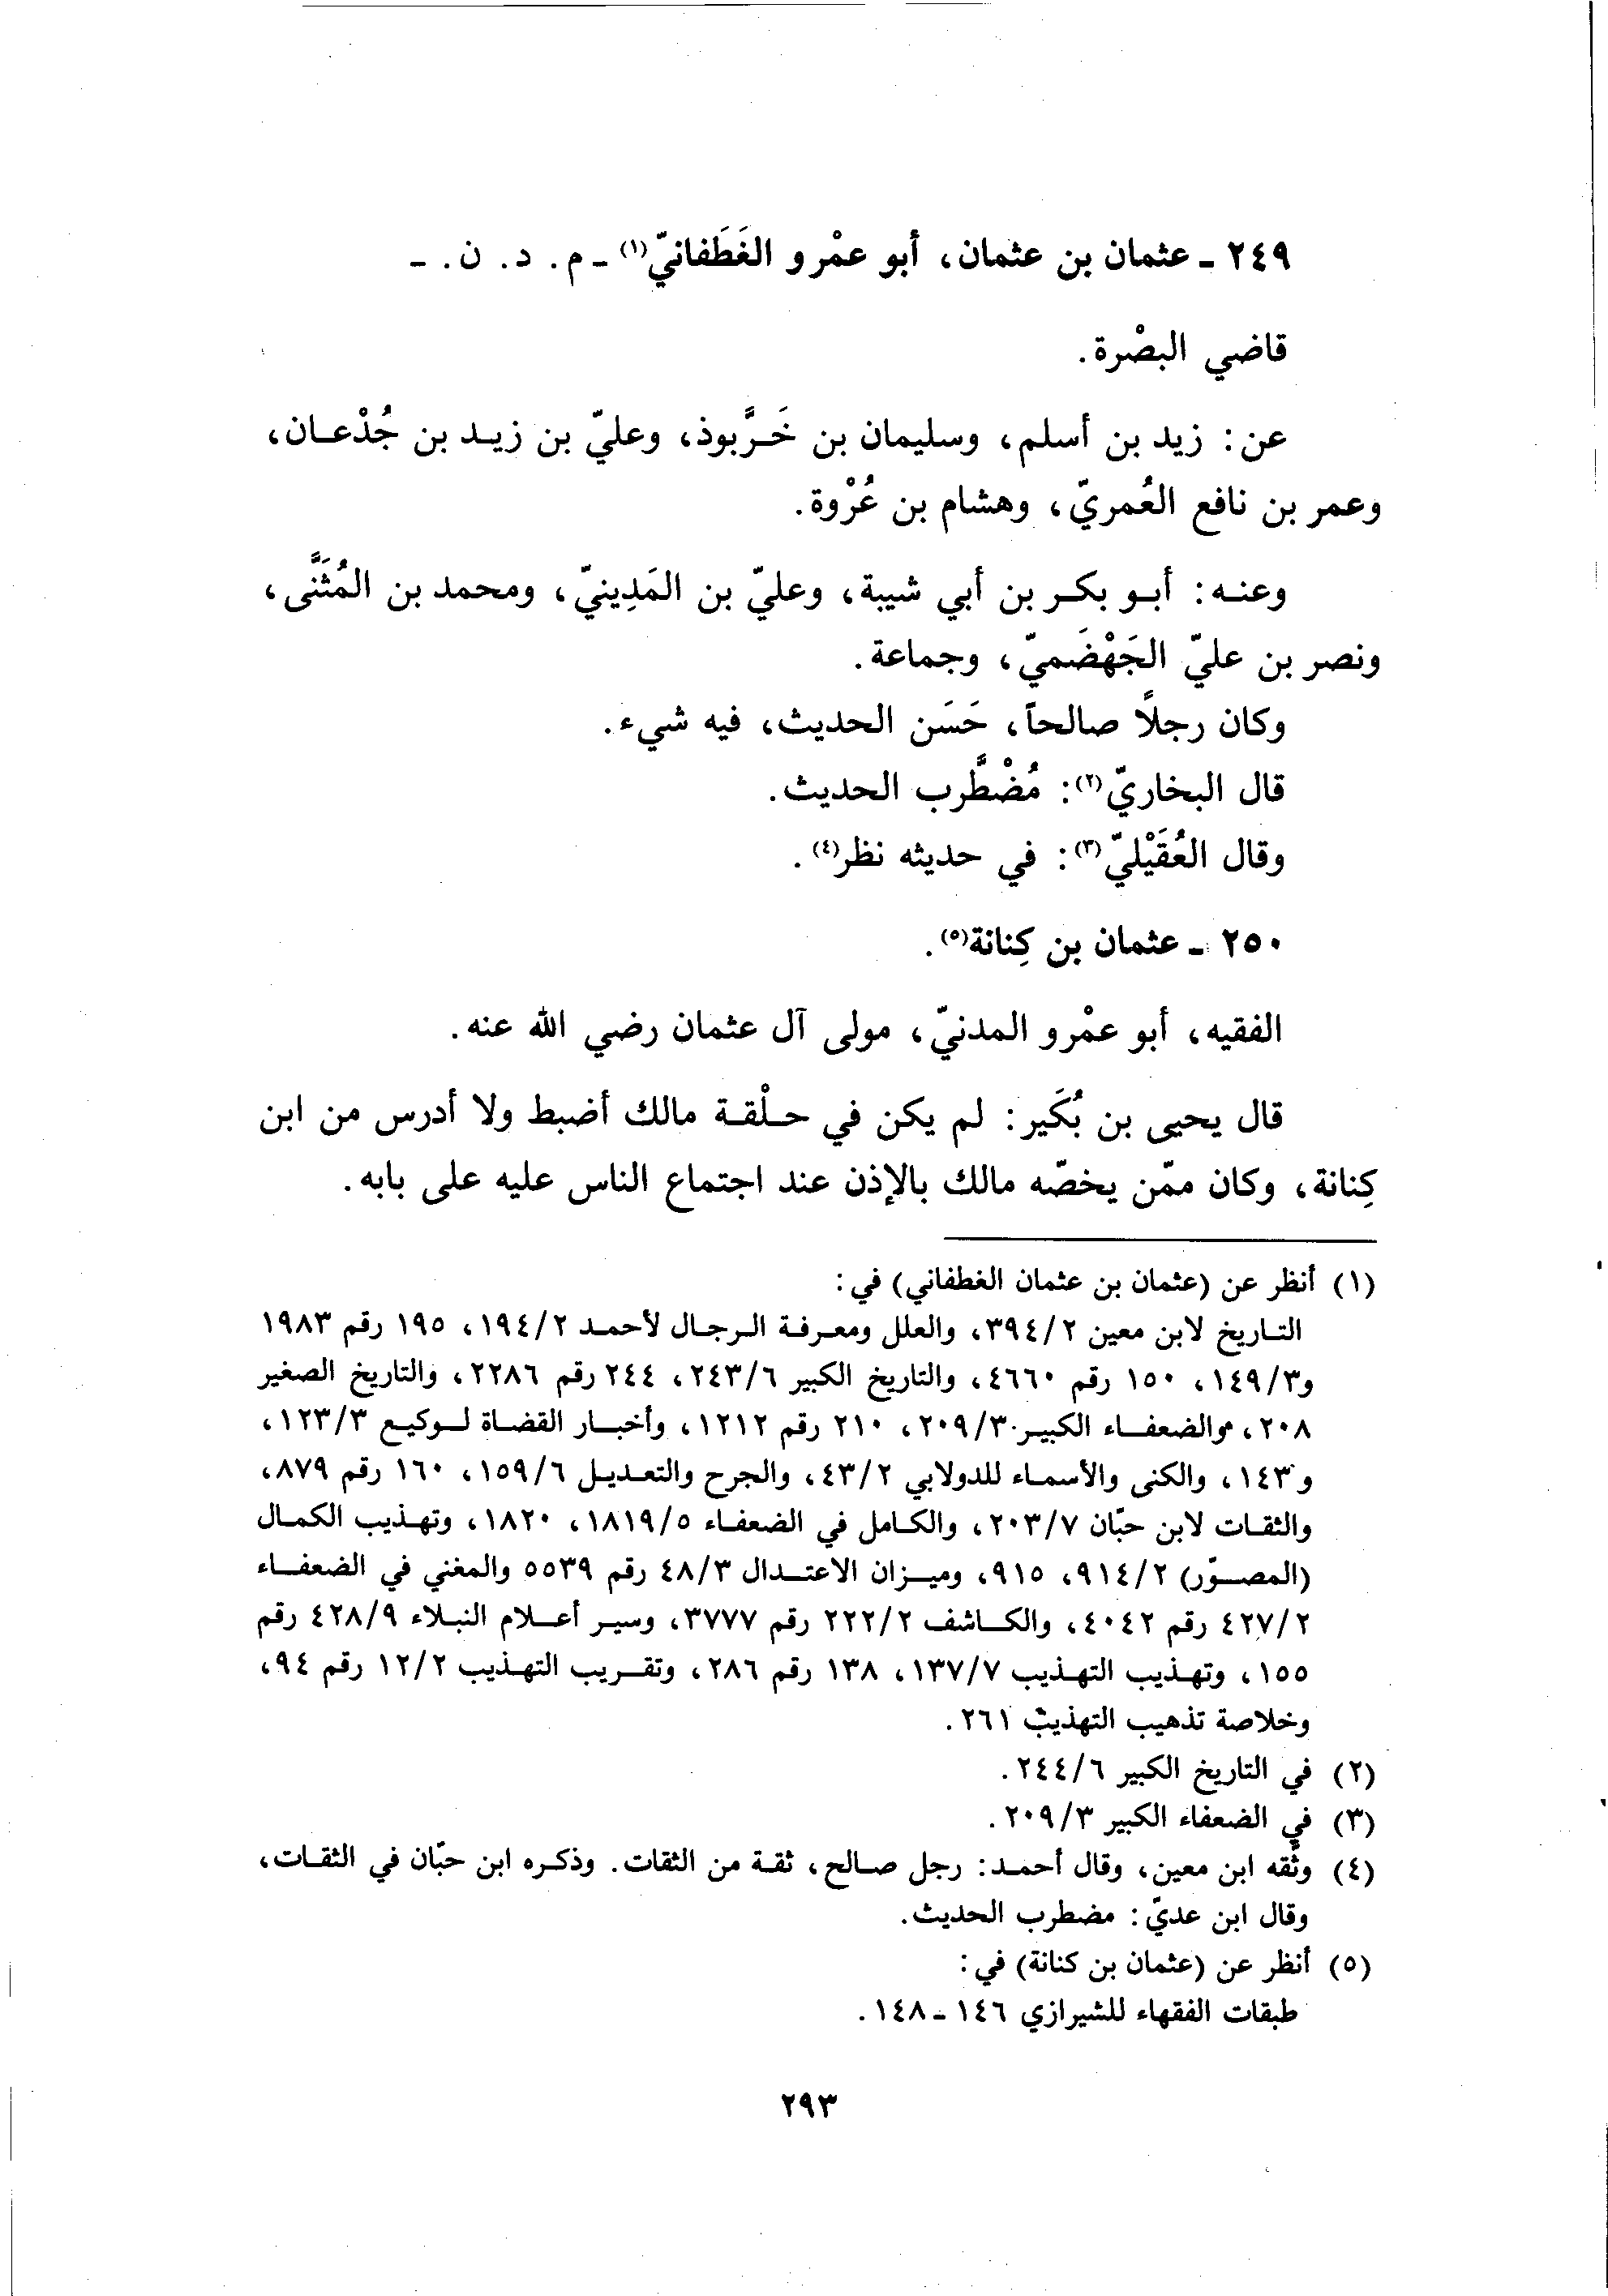 ٢٤٩ ـ عثمان بن عثمان، أبو عمْرو الغَطَفانيّ(١) ـ م. د. ن. ـ
قاضي البصْرة.
عن: زيد بن أسلم، وسليمان بن خَرَّبوذ، وعليّ بن زيد بن جُدْعان،
وعمر بن نافع العُمريّ، وهشام بن عُرْوة.
وعنه: أبو بكر بن أبي شيبة، وعليّ بن المَدِينيّ، ومحمد بن المُثَنَّى،
ونصر بن عليّ الجَهْضَميّ، وجماعة.
وكان رجلًا صالحاً، حَسَن الحديث، فيه شيء.
قال البخاريّ(٢): مُضْطَّرب الحديث.
وقال العُقَيْليّ(٣): في حديثه نظر(٤).
٢٥٠ ـ عثمان بن كِنانة(٥).
الفقيه، أبو عمْرو المدنيّ، مولى آل عثمان رضي الله عنه.
قال يحيى بن بُكَير: لم يكن في حلْقة مالك أضبط ولا أدرس من ابن
كِنانة، وكان ممّن يخصّه مالك بالإذن عند اجتماع الناس عليه على بابه.
(١) أنظر عن (عثمان بن عثمان الغطفاني) في:
التاريخ لابن معين ٣٩٤/٢، والعلل ومعرفة الرجال لأحمد ١٩٤/٢، ١٩٥ رقم ١٩٨٣
و١٤٩/٣، ١٥٠ رقم ٤٦٦٠، والتاريخ الكبير ٢٤٣/٦، ٢٤٤ رقم ٢٢٨٦، والتاريخ الصغير
٢٠٨، والضعفاء الكبير ٢٠٩/٣، ٢١٠ رقم ١٢١٢، وأخبار القضاة لوكيع ١٢٣/٣،
و١٤٣، والكنى والأسماء للدولابي ٤٣/٢، والجرح والتعديل ١٥٩/٦، ١٦٠ رقم ٨٧٩،
والثقات لابن حبّان ٢٠٣/٧، والكامل في الضعفاء ١٨١٩/٥، ١٨٢٠، وتهذيب الكمال
(المصوّر) ٩١٤/٢، ٩١٥، وميزان الاعتدال ٤٨/٣ رقم ٥٥٣٩ والمغني في الضعفاء
٤٢٧/٢ رقم ٤٠٤٢، والكاشف ٢٢٢/٢ رقم ٣٧٧٧، وسير أعلام النبلاء ٤٢٨/٩ رقم
١٥٥، وتهذيب التهذيب ١٣٧/٧، ١٣٨ رقم ٢٨٦، وتقريب التهذيب ١٢/٢ رقم ٩٤،
وخلاصة تذهيب التهذيب ٢٦١.
(٢) في التاريخ الكبير ٢٤٤/٦.
(٣) في الضعفاء الكبير ٢٠٩/٣.
(٤) وثّقه ابن معين، وقال أحمد: رجل صالح، ثقة من الثقات. وذكره ابن حبّان في الثقات،
وقال ابن عديّ: مضطرب الحديث.
(٥) أنظر عن (عثمان بن كنانة) في:
طبقات الفقهاء للشيرازي ١٤٦ ـ ١٤٨.
٢٩٣